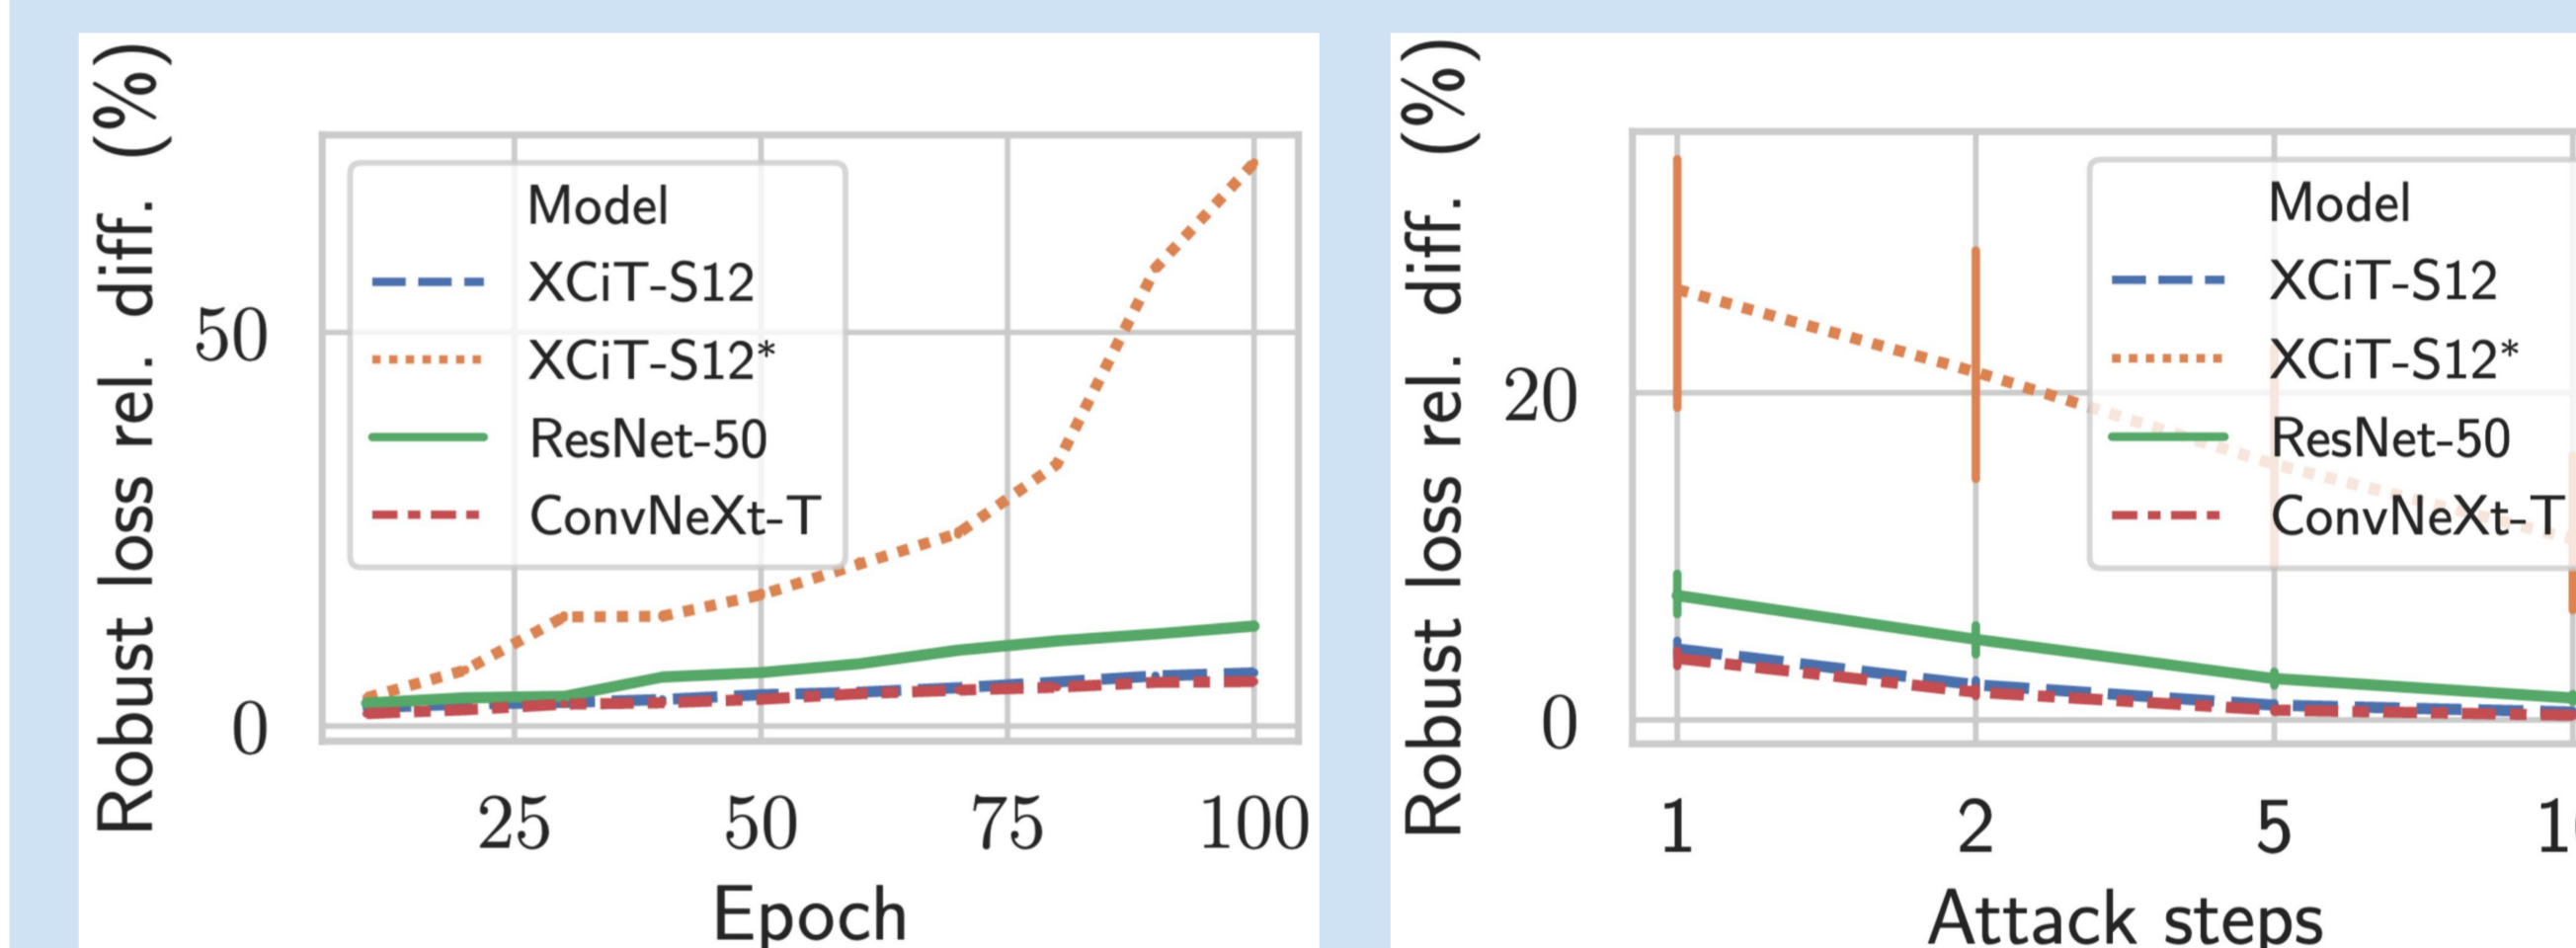 Robust loss rel. diff. (%)
50
0
Model
XCiT-S12
XCiT-S12*
ResNet-50
ConvNeXt-T
25 50 75 100
Epoch
Robust loss rel. diff. (%)
20
0
Model
XCiT-S12
XCiT-S12*
ResNet-50
ConvNeXt-T
1 2 5
Attack steps